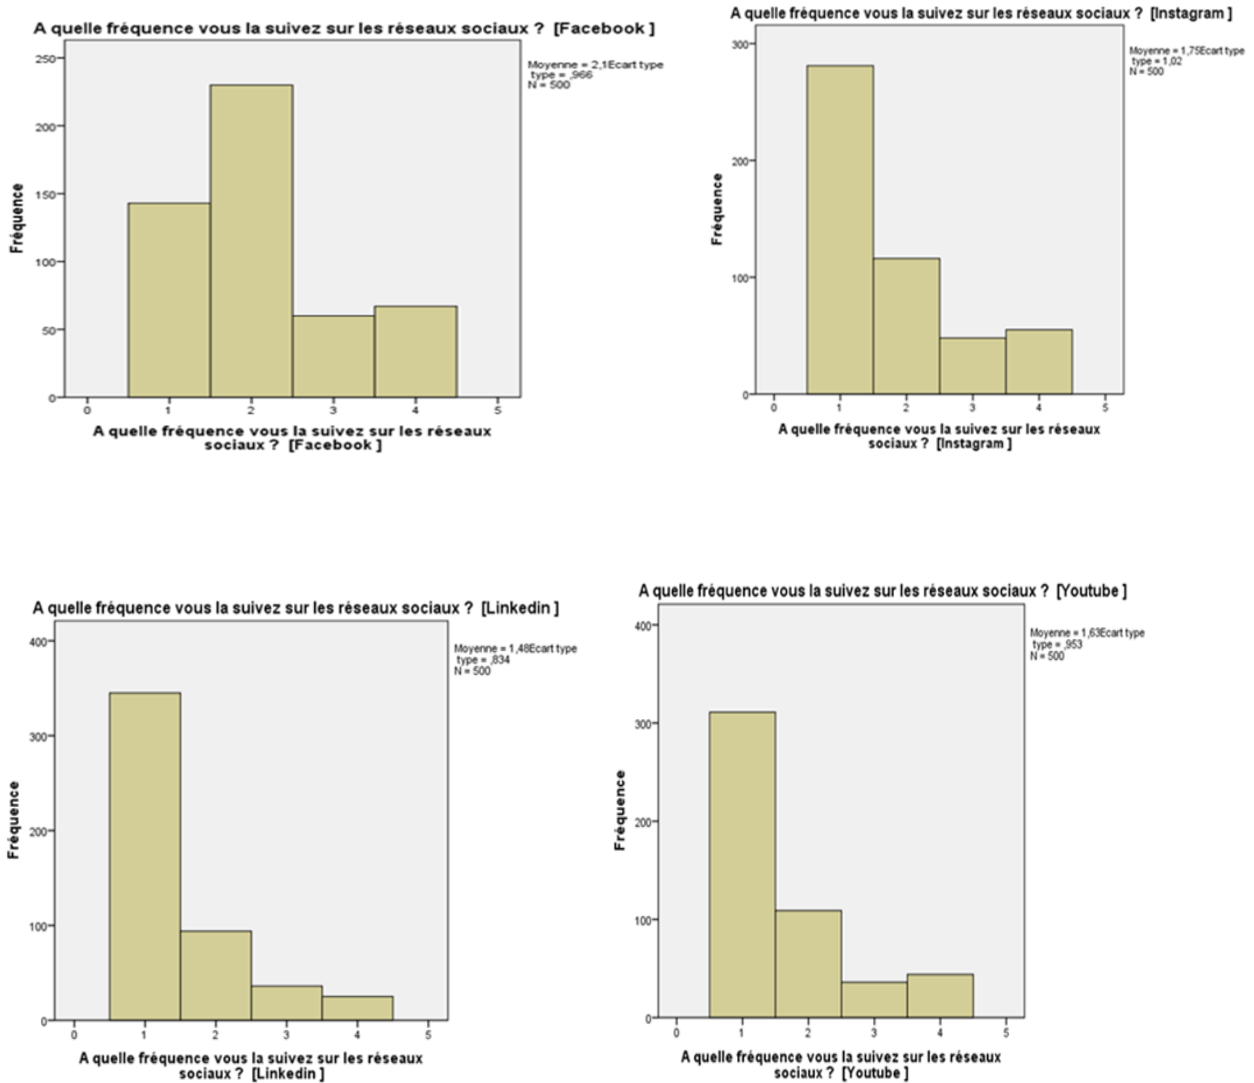 A quelle fréquence vous la suivez sur les réseaux sociaux ? [Facebook ]
Moyenne = 2,1Ecart type
type = ,966
N = 500
Fréquence
250
200
150
100
50
0
0 1 2 3 4 5
A quelle fréquence vous la suivez sur les réseaux
sociaux ? [Facebook ]
A quelle fréquence vous la suivez sur les réseaux sociaux ? [Instagram ]
Moyenne = 1,75Ecart type
type = 1,02
N = 500
Fréquence
300
200
100
0
0 1 2 3 4 5
A quelle fréquence vous la suivez sur les réseaux
sociaux ? [Instagram ]
A quelle fréquence vous la suivez sur les réseaux sociaux ? [Linkedin ]
Moyenne = 1,48Ecart type
type = ,834
N = 500
Fréquence
400
300
200
100
0
0 1 2 3 4 5
A quelle fréquence vous la suivez sur les réseaux
sociaux ? [Linkedin ]
A quelle fréquence vous la suivez sur les réseaux sociaux ? [Youtube ]
Moyenne = 1,63Ecart type
type = ,953
N = 500
Fréquence
400
300
200
100
0
0 1 2 3 4 5
A quelle fréquence vous la suivez sur les réseaux
sociaux ? [Youtube ]